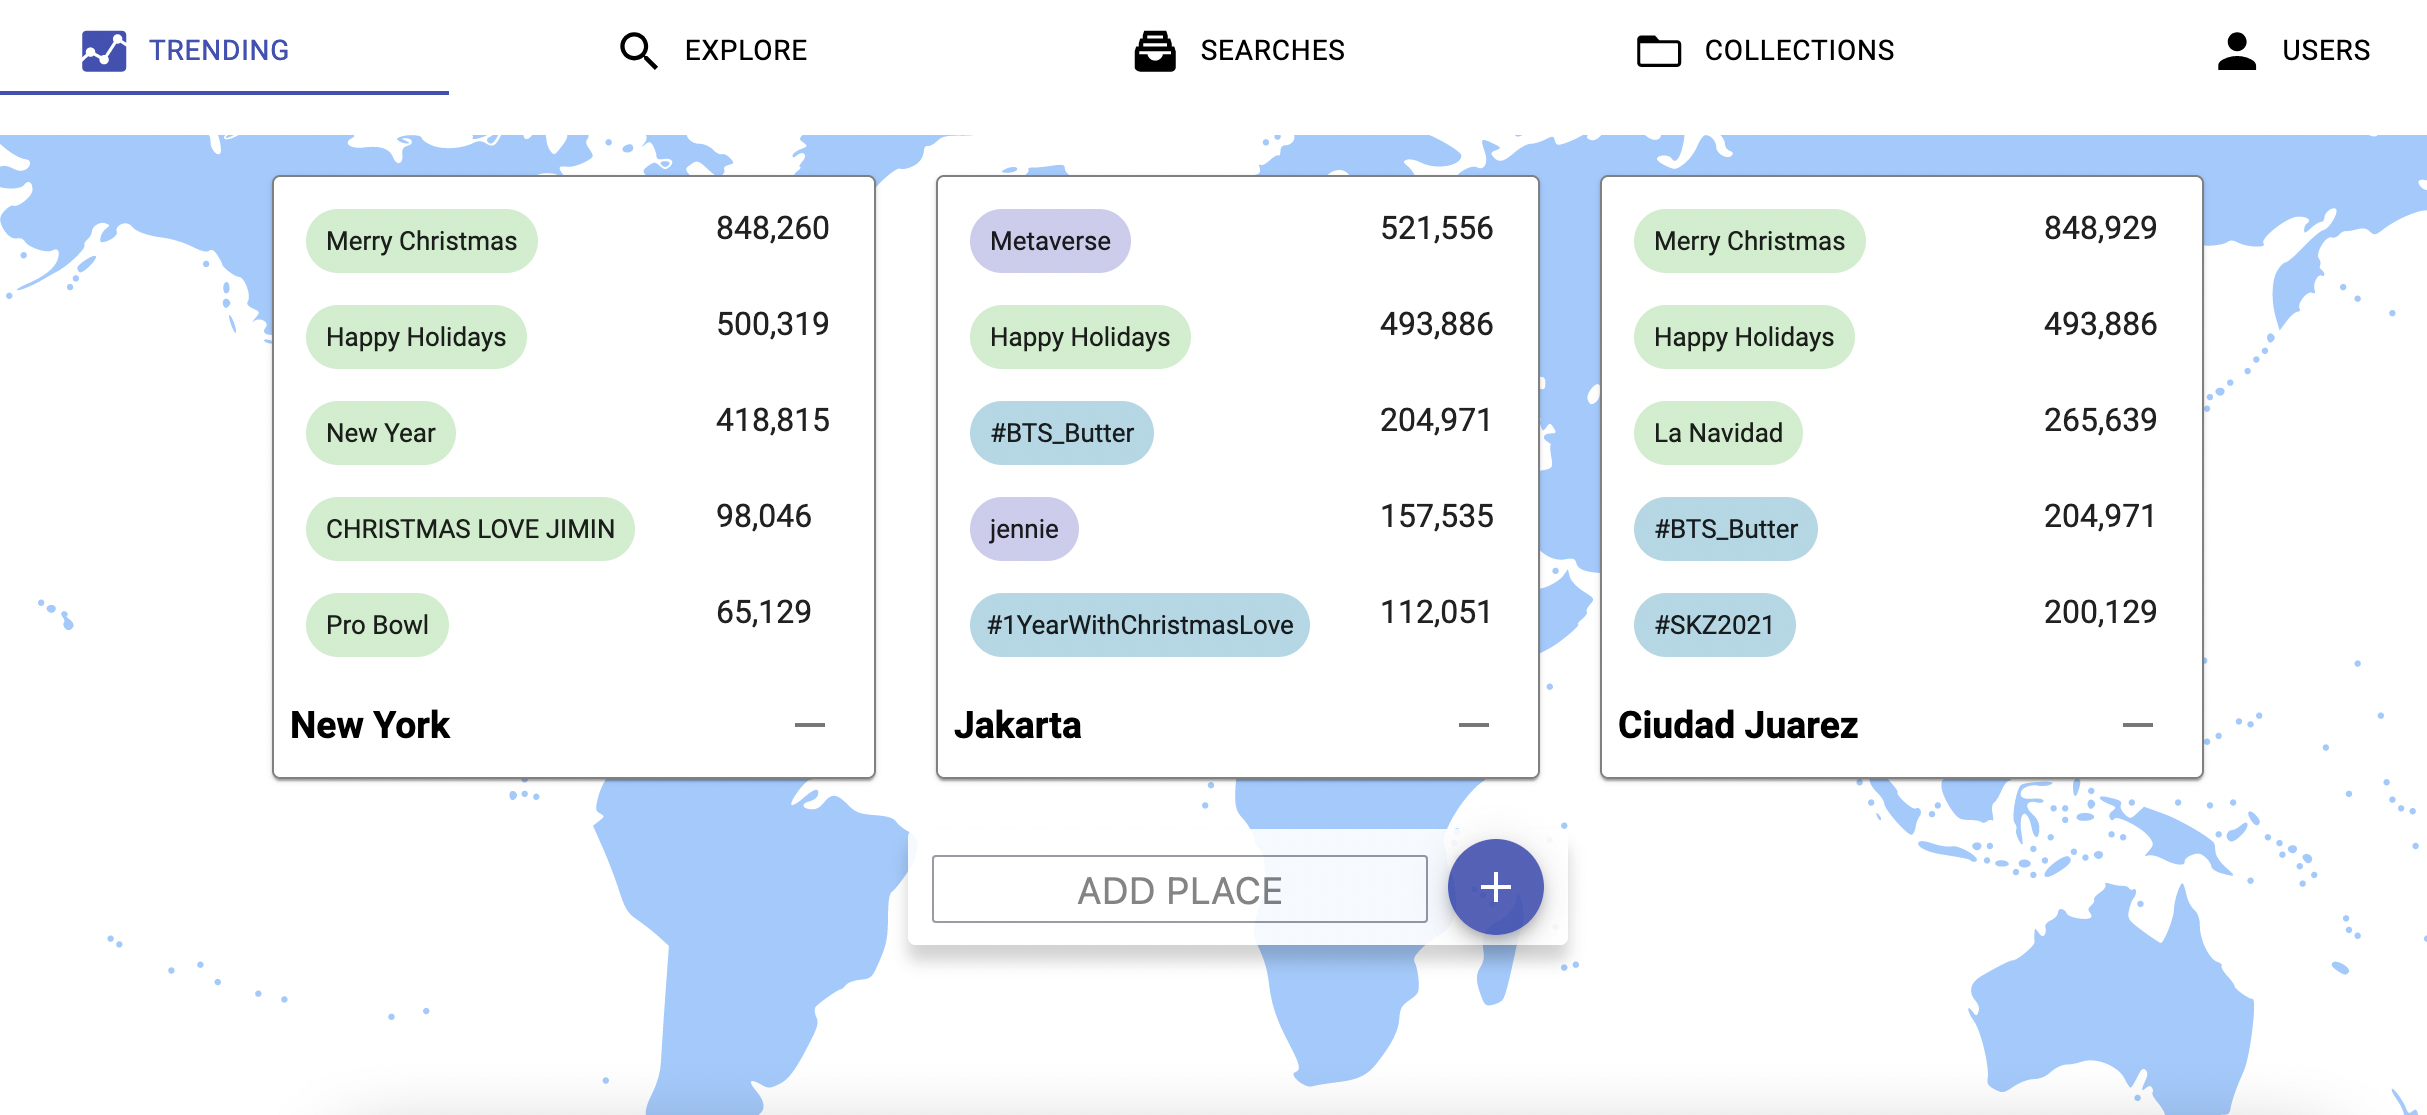 TRENDING
EXPLORE
SEARCHES
COLLECTIONS
USERS
Merry Christmas 848,260
Happy Holidays 500,319
New Year 418,815
CHRISTMAS LOVE JIMIN 98,046
Pro Bowl 65,129
New York
Metaverse 521,556
Happy Holidays 493,886
#BTS_Butter 204,971
jennie 157,535
#1YearWithChristmasLove 112,051
Jakarta
Merry Christmas 848,929
Happy Holidays 493,886
La Navidad 265,639
#BTS_Butter 204,971
#SKZ2021 200,129
Ciudad Juarez
ADD PLACE